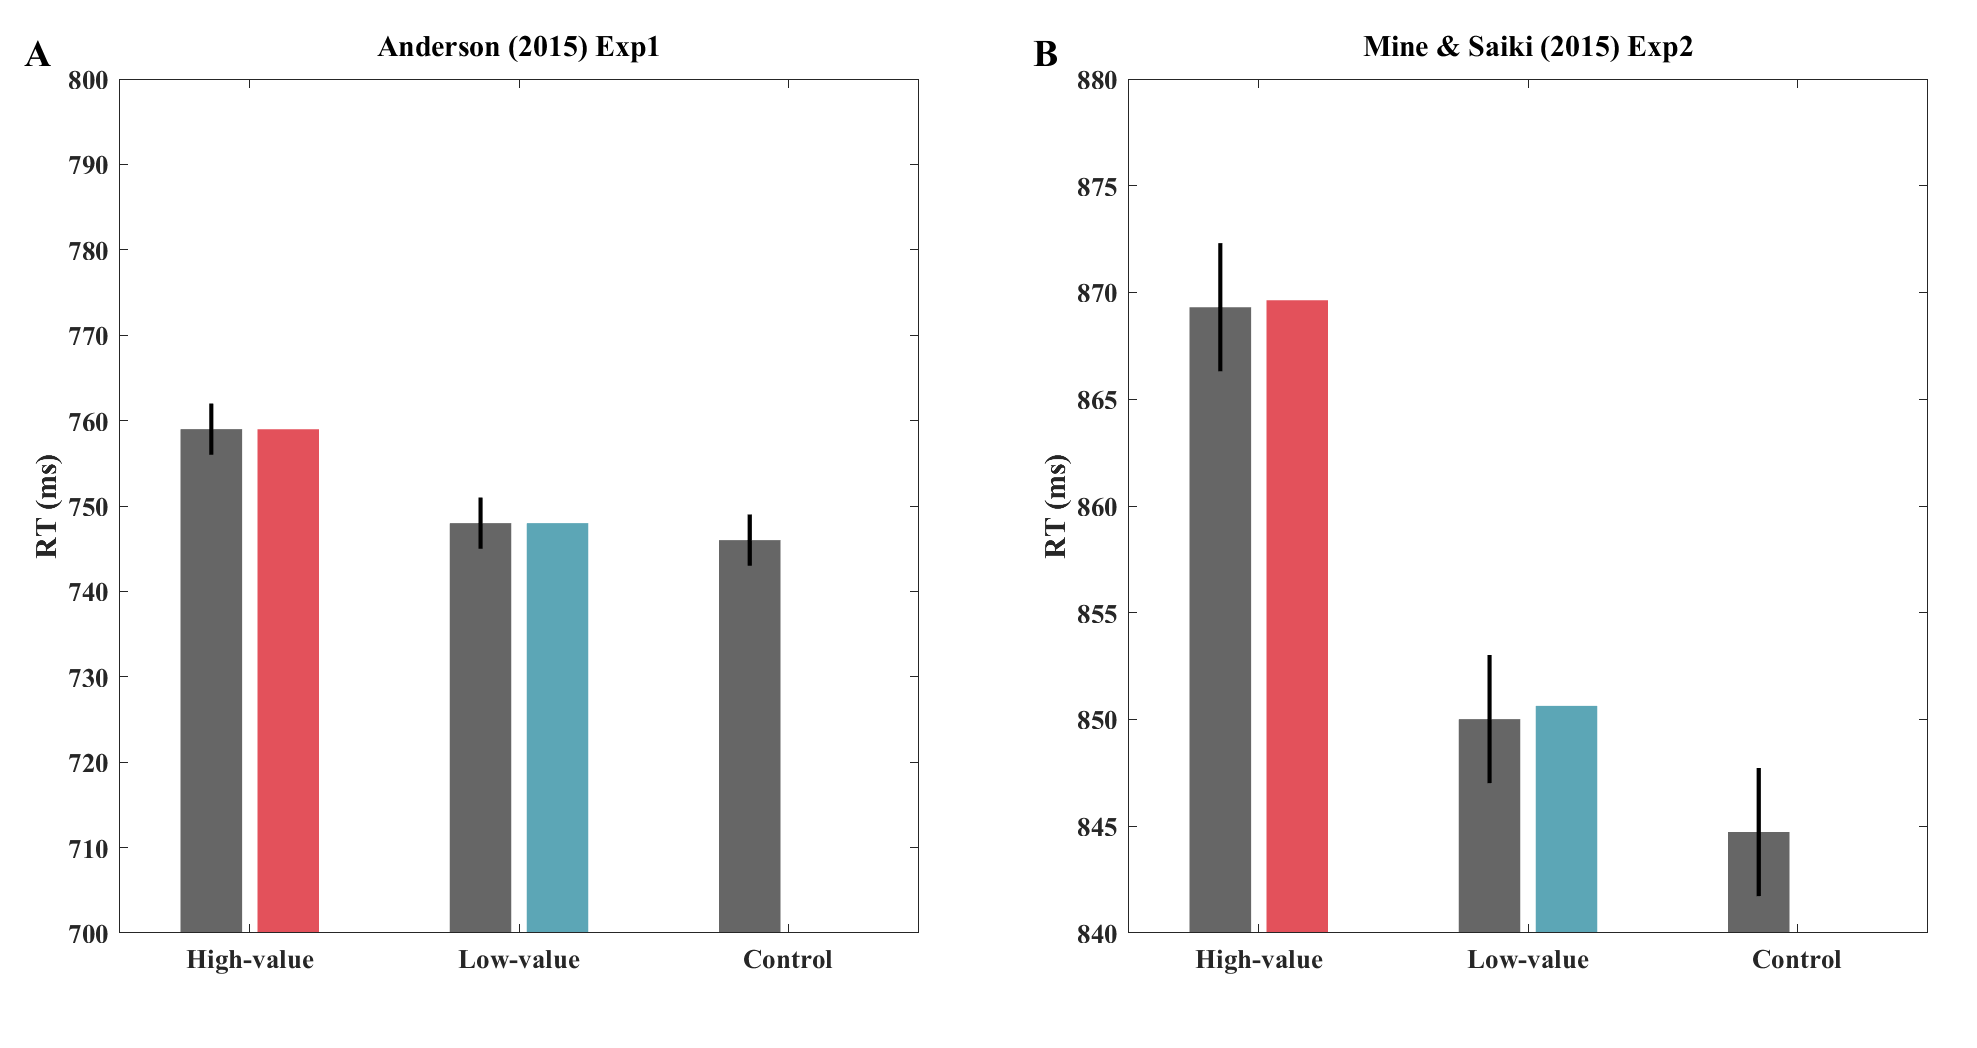 A
Anderson (2015) Exp1
800
790
780
770
760
750
740
730
720
710
700
RT (ms)
High-value
Low-value
Control
B
Mine & Saiki (2015) Exp2
880
875
870
865
860
855
850
845
840
RT (ms)
High-value
Low-value
Control